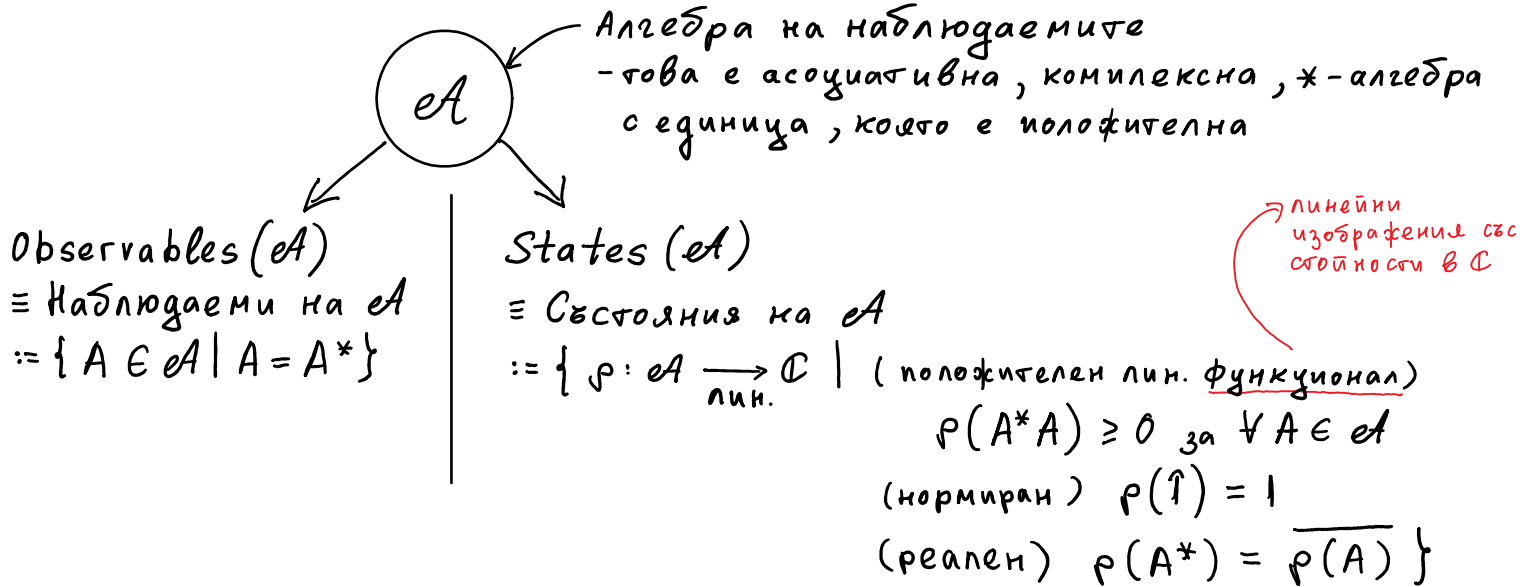 Алгебра на наблюдаемите
- това е асоциативна, комплексна, * - алгебра
с единица, която е положителна
𝒜
Observables (𝒜)
≡ Наблюдаеми на 𝒜
:= { A ∈ 𝒜 | A = A* }
States (𝒜)
≡ Състояния на 𝒜
:= { ρ : 𝒜 ⟶ ℂ | (положителен лин. функционал)
лин.
линейни
изображения със
стойности в ℂ
ρ(A*A) ≥ 0 за ∀ A ∈ 𝒜
(нормиран) ρ(1̂) = 1
(реален) ρ(A*) = \overline{ρ(A)} }